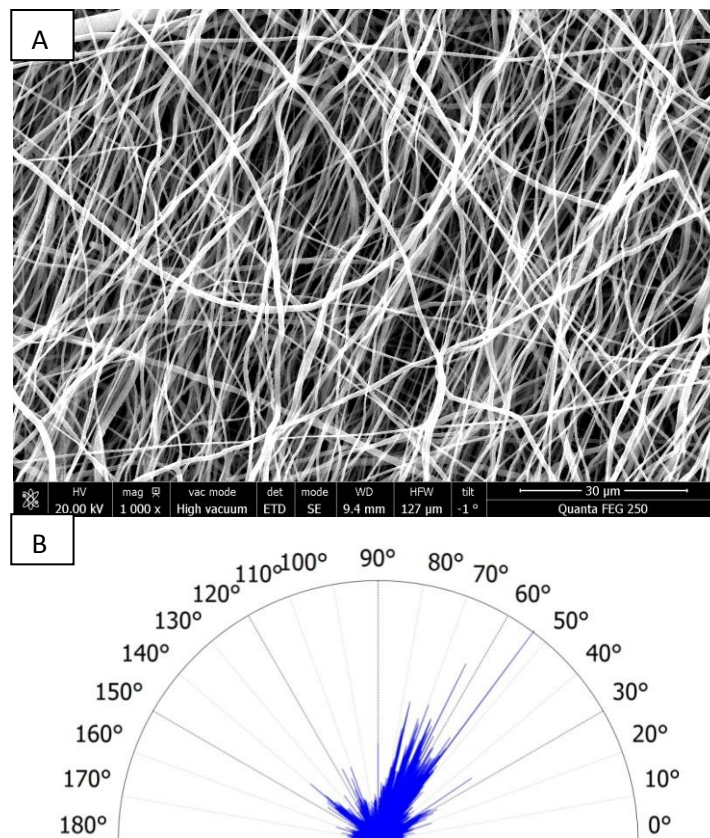 A
HV mag vac mode det mode WD HFW tilt 30 µm
20.00 kV 1 000 x High vacuum ETD SE 9.4 mm 127 µm -1 ° Quanta FEG 250
B
90°
110° 100° 80° 70°
120° 60°
130° 50°
140° 40°
150° 30°
160° 20°
170° 10°
180° 0°